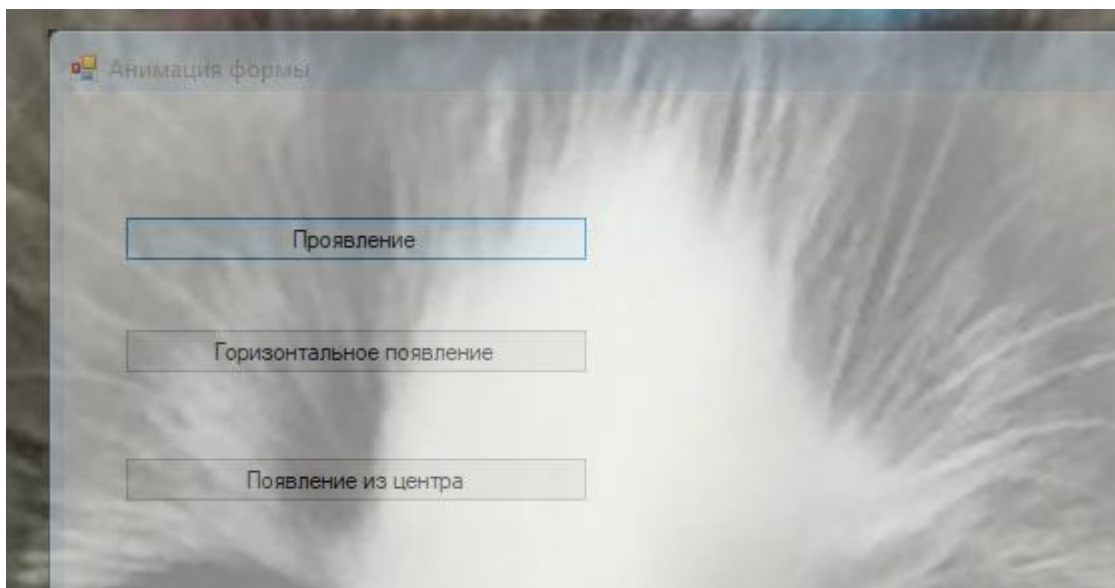 Анимация формы
Проявление
Горизонтальное появление
Появление из центра